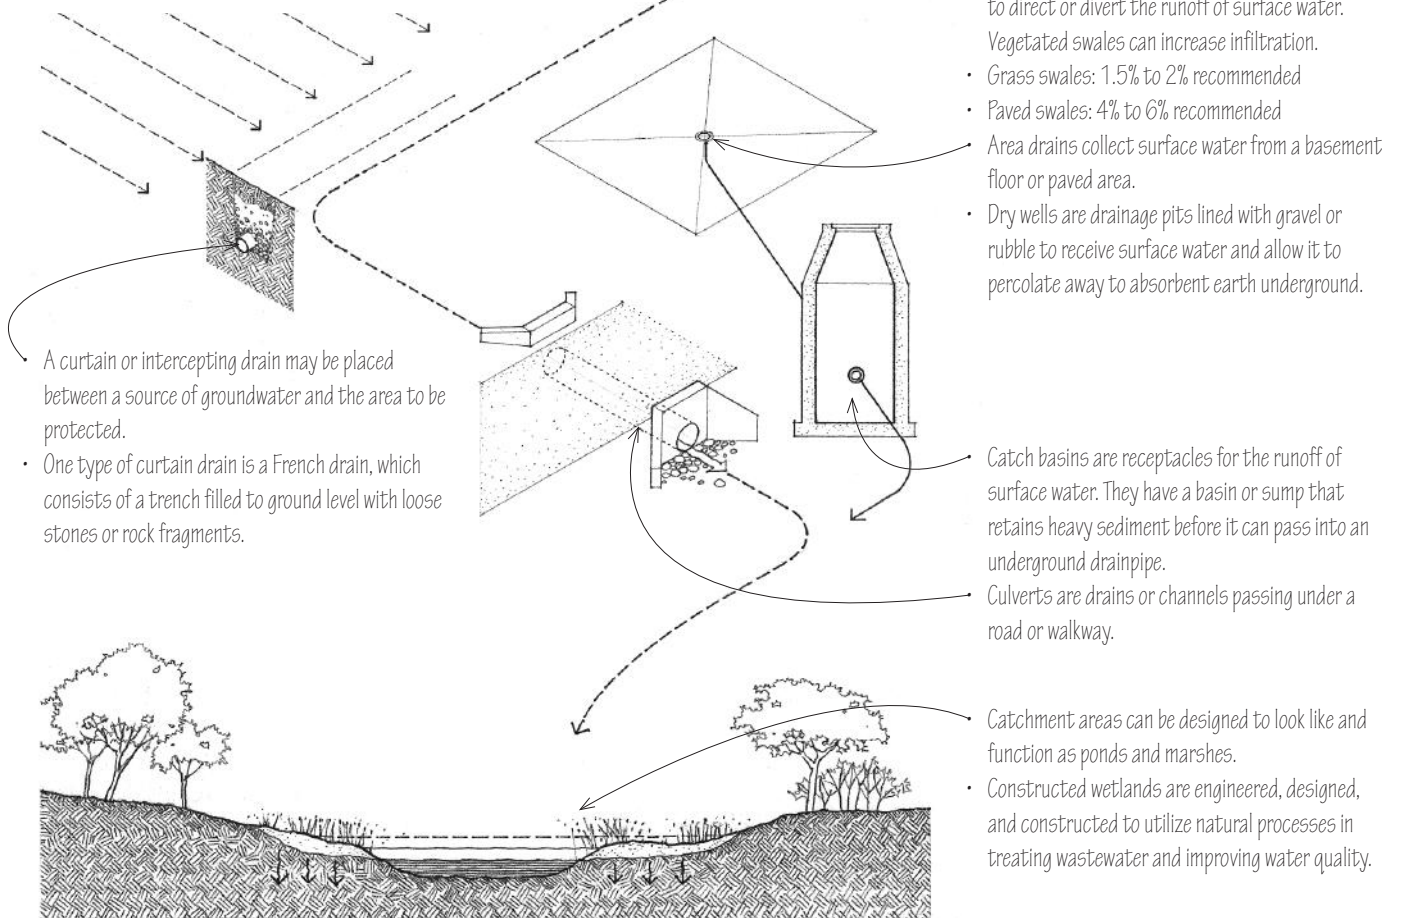 to direct or divert the runoff of surface water.
Vegetated swales can increase infiltration.
• Grass swales: 1.5% to 2% recommended
• Paved swales: 4% to 6% recommended
• Area drains collect surface water from a basement
floor or paved area.
• Dry wells are drainage pits lined with gravel or
rubble to receive surface water and allow it to
percolate away to absorbent earth underground.
• A curtain or intercepting drain may be placed
between a source of groundwater and the area to be
protected.
• One type of curtain drain is a French drain, which
consists of a trench filled to ground level with loose
stones or rock fragments.
• Catch basins are receptacles for the runoff of
surface water. They have a basin or sump that
retains heavy sediment before it can pass into an
underground drainpipe.
• Culverts are drains or channels passing under a
road or walkway.
• Catchment areas can be designed to look like and
function as ponds and marshes.
• Constructed wetlands are engineered, designed,
and constructed to utilize natural processes in
treating wastewater and improving water quality.